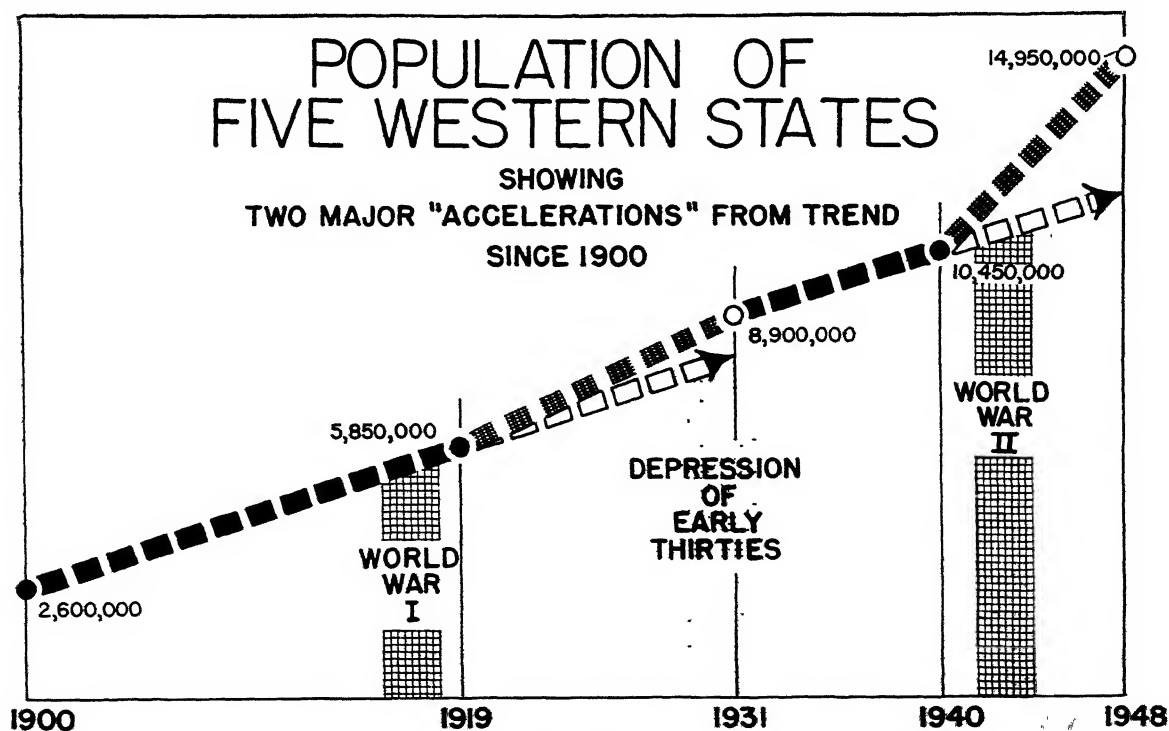 POPULATION OF
FIVE WESTERN STATES
SHOWING
TWO MAJOR "ACCELERATIONS" FROM TREND
SINCE 1900
14,950,000
10,450,000
8,900,000
5,850,000
2,600,000
WORLD
WAR
I
DEPRESSION
OF
EARLY
THIRTIES
WORLD
WAR
II
1900
1919
1931
1940
1948